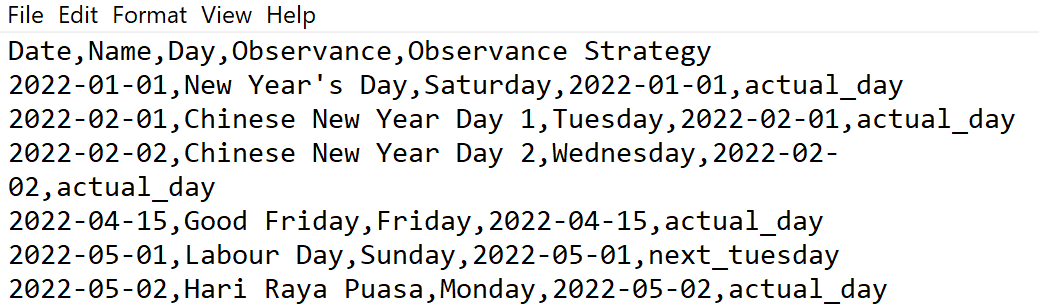 File Edit Format View Help
Date,Name,Day,Observance,Observance Strategy
2022-01-01,New Year's Day,Saturday,2022-01-01,actual_day
2022-02-01,Chinese New Year Day 1,Tuesday,2022-02-01,actual_day
2022-02-02,Chinese New Year Day 2,Wednesday,2022-02-
02,actual_day
2022-04-15,Good Friday,Friday,2022-04-15,actual_day
2022-05-01,Labour Day,Sunday,2022-05-01,next_tuesday
2022-05-02,Hari Raya Puasa,Monday,2022-05-02,actual_day